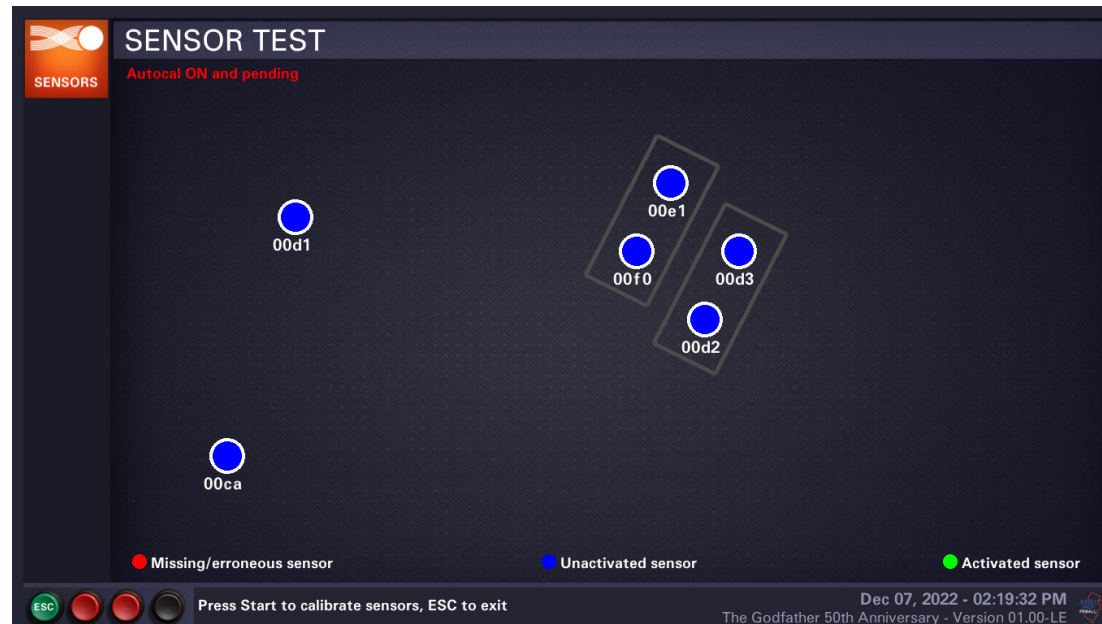 SENSOR TEST
SENSORS
Autocal ON and pending
00e1
00d1
00f0
00d3
00d2
00ca
Missing/erroneous sensor
Unactivated sensor
Activated sensor
ESC
Press Start to calibrate sensors, ESC to exit
Dec 07, 2022 - 02:19:32 PM
The Godfather 50th Anniversary - Version 01.00-LE